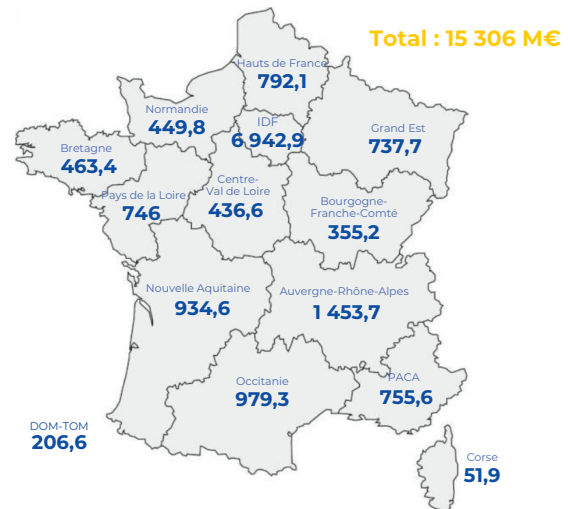 Total : 15 306 M€
Hauts de France
792,1
Normandie
449,8
IDF
6 942,9
Grand Est
737,7
Bretagne
463,4
Pays de la Loire
746
Centre-
Val de Loire
436,6
Bourgogne-
Franche-Comté
355,2
Nouvelle Aquitaine
934,6
Auvergne-Rhône-Alpes
1 453,7
Occitanie
979,3
PACA
755,6
DOM-TOM
206,6
Corse
51,9